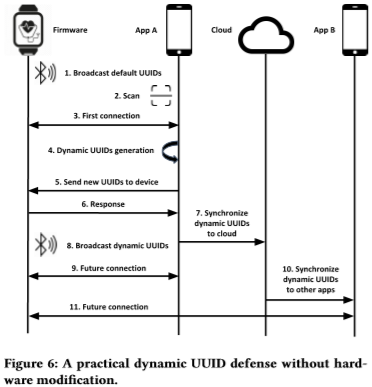 Firmware
App A
Cloud
App B
1. Broadcast default UUIDs
2. Scan
3. First connection
4. Dynamic UUIDs generation
5. Send new UUIDs to device
6. Response
7. Synchronize
dynamic UUIDs
to cloud
8. Broadcast dynamic UUIDs
9. Future connection
10. Synchronize
dynamic UUIDs
to other apps
11. Future connection
Figure 6: A practical dynamic UUID defense without hard-
ware modification.